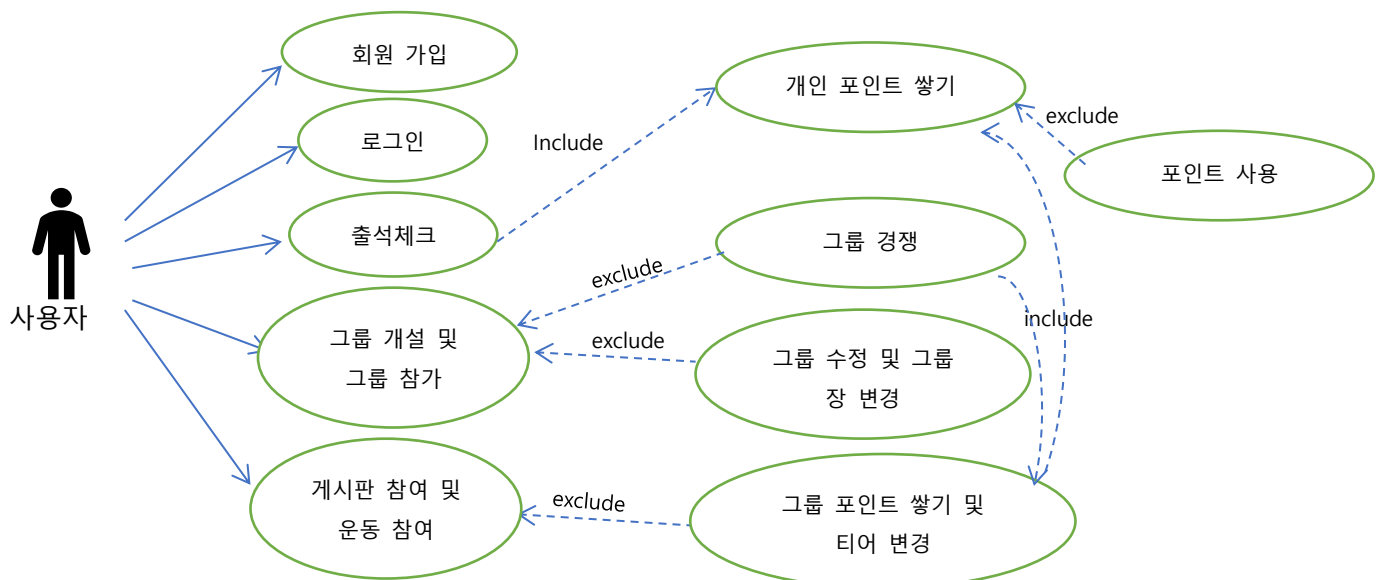 회원 가입
개인 포인트 쌓기
exclude
Include
로그인
포인트 사용
출석체크
그룹 경쟁
exclude
사용자
include
그룹 개설 및
그룹 참가
exclude
그룹 수정 및 그룹
장 변경
게시판 참여 및
운동 참여
exclude
그룹 포인트 쌓기 및
티어 변경